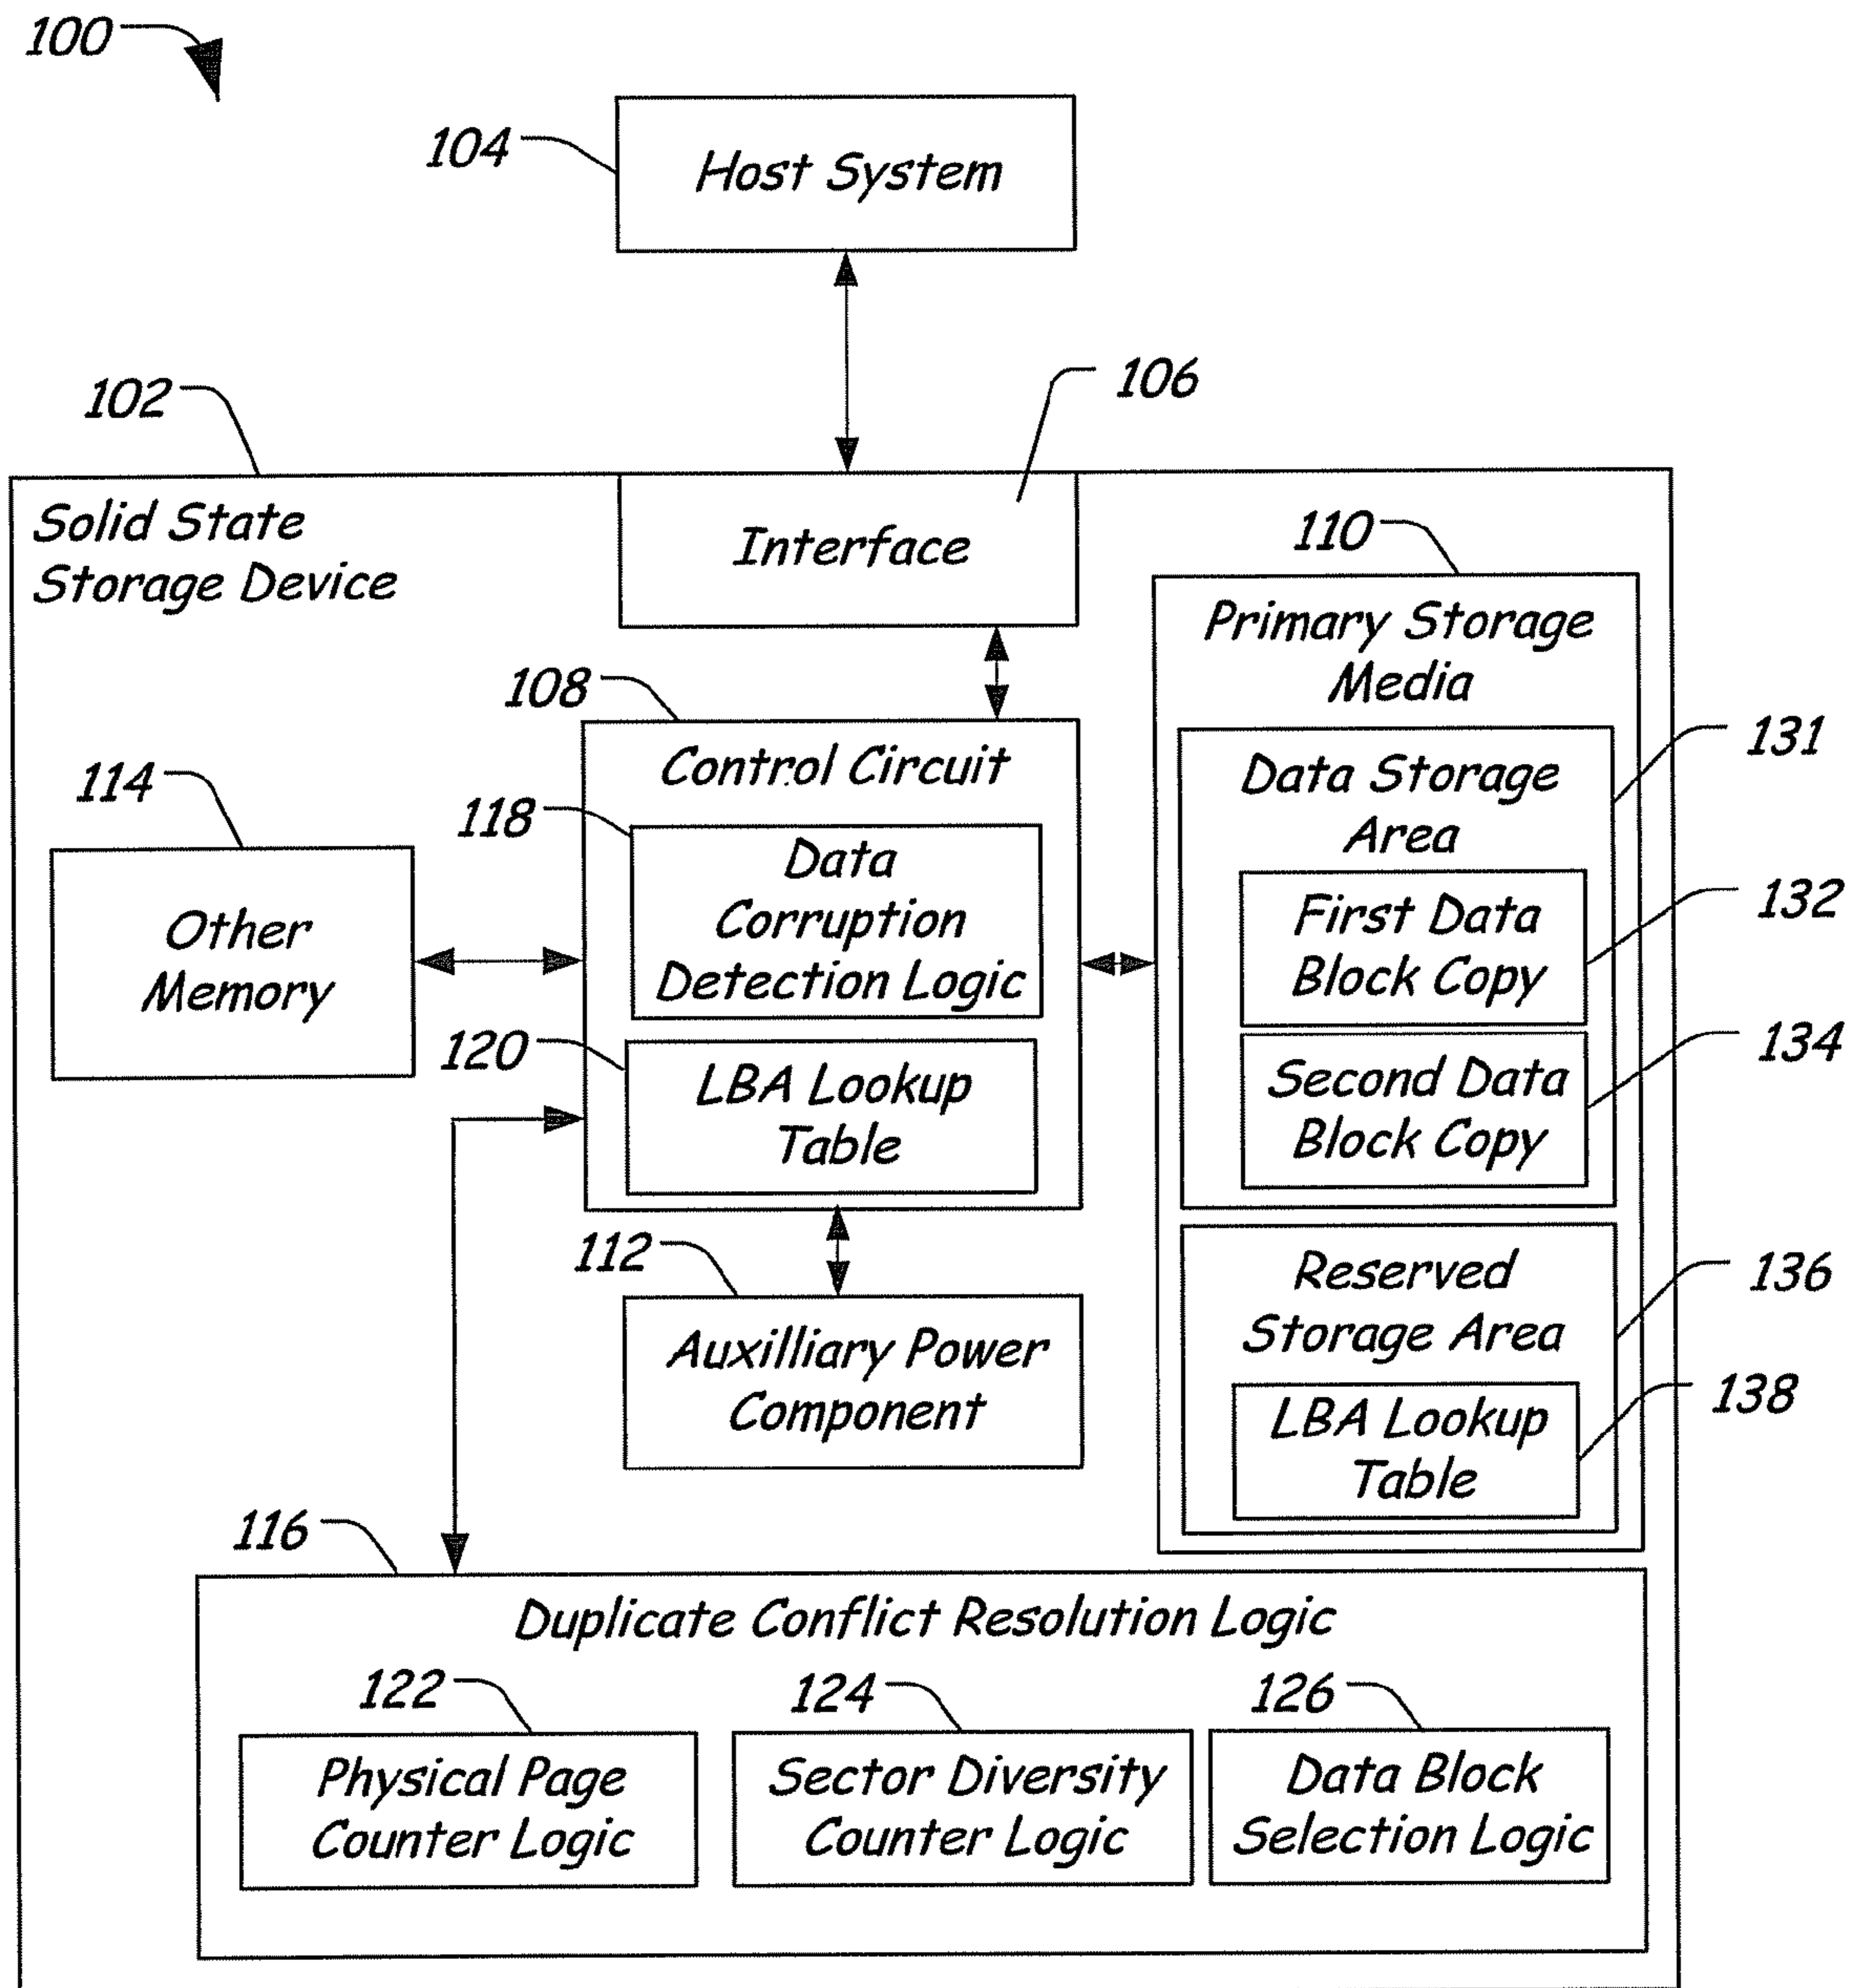 100
104
Host System
102
106
Solid State
Storage Device
Interface
110
Primary Storage
Media
108
Control Circuit
131
Data Storage
Area
114
118
Data
Corruption
Detection Logic
132
First Data
Block Copy
Other
Memory
120
LBA Lookup
Table
134
Second Data
Block Copy
112
Auxilliary Power
Component
136
Reserved
Storage Area
138
LBA Lookup
Table
116
Duplicate Conflict Resolution Logic
122
124
126
Physical Page
Counter Logic
Sector Diversity
Counter Logic
Data Block
Selection Logic